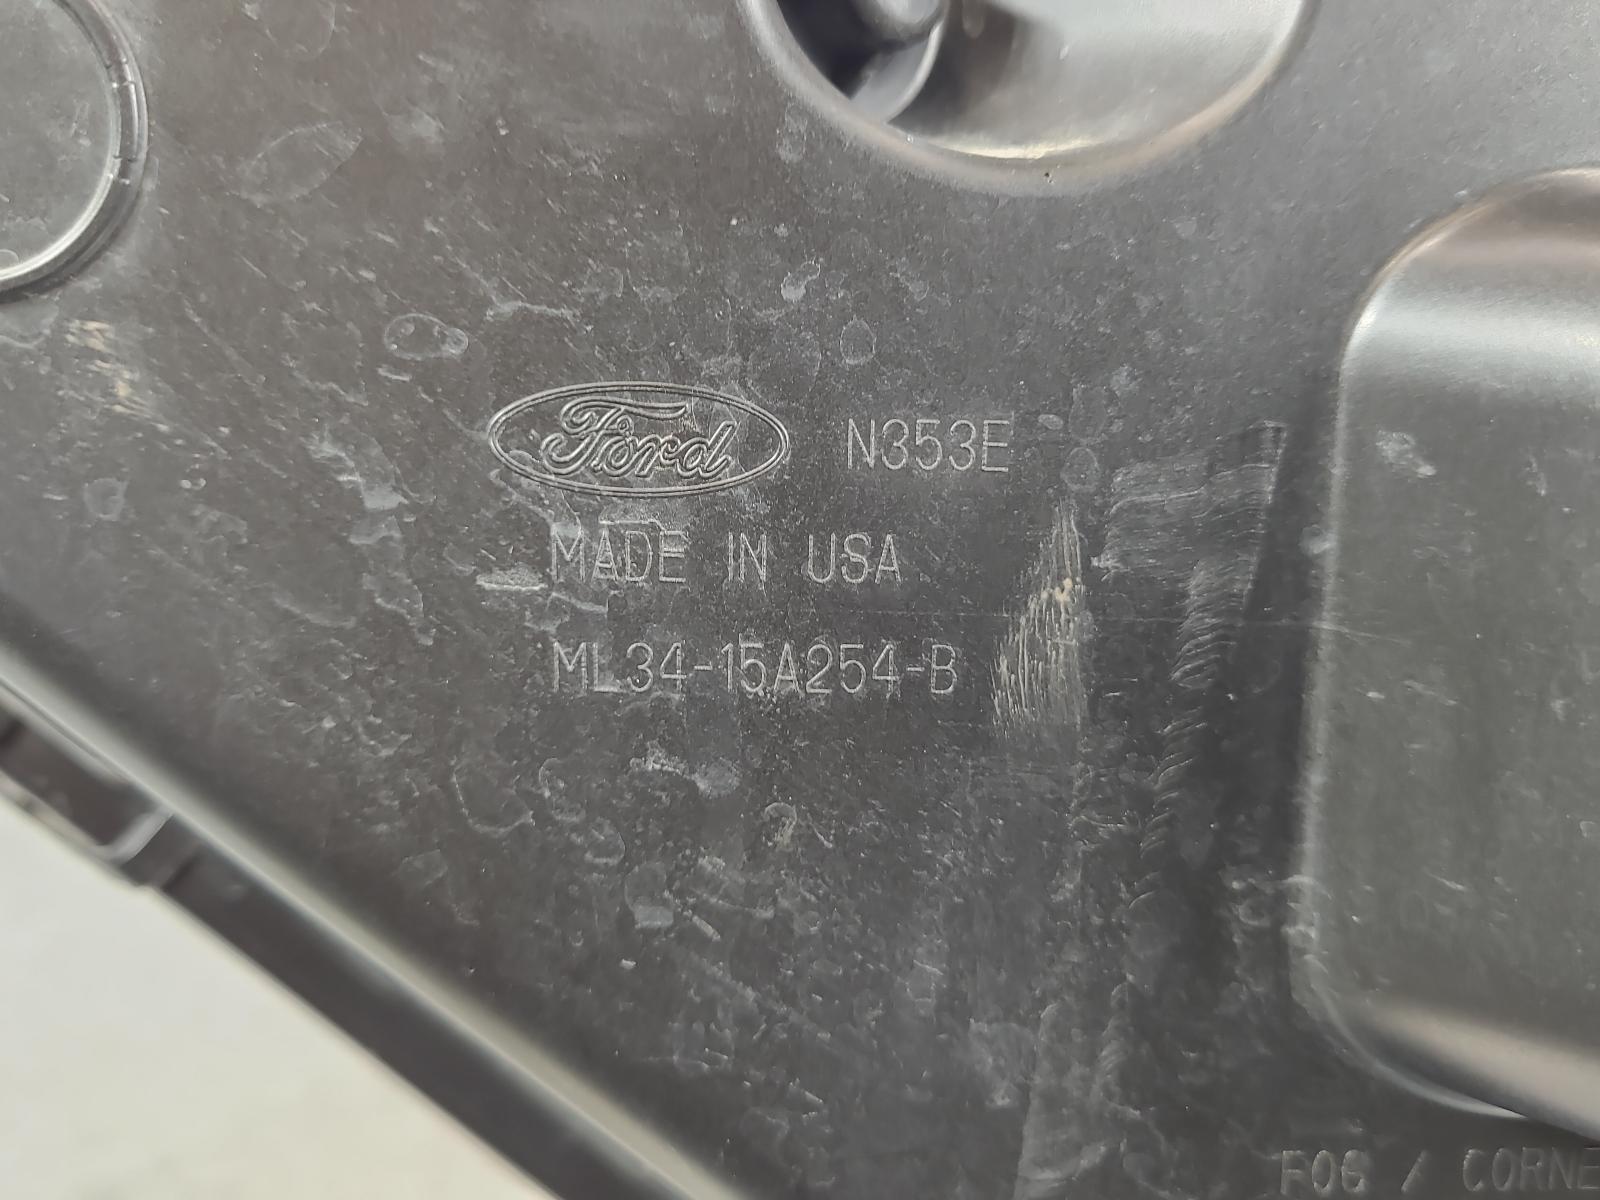 Ford N353E
MADE IN USA
ML34-15A254-B
FOG / CORNE